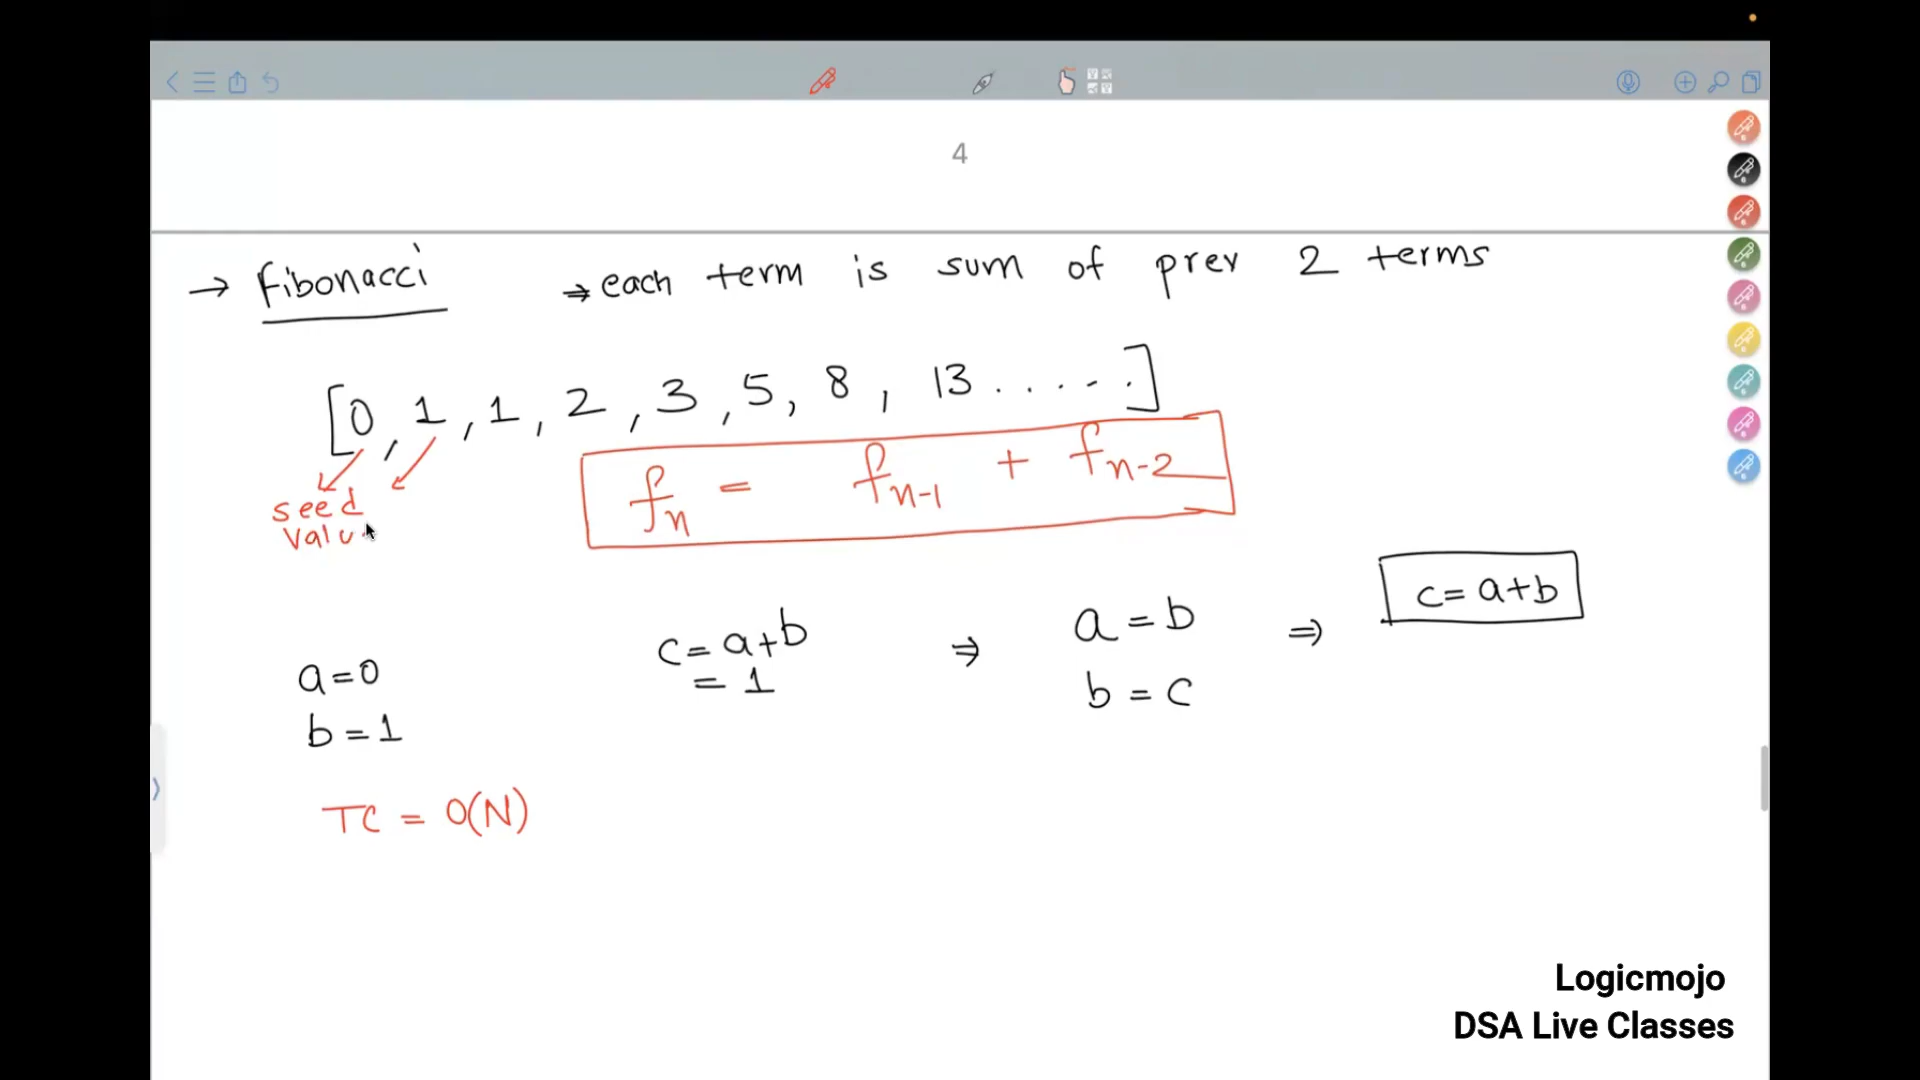 4
→ Fibonacci ⇒ each term is sum of prev 2 terms
[0, 1, 1, 2, 3, 5, 8, 13 . . . . .]
seed
fn = fn-1 + fn-2
c = a+b
a = 0
b = 1
c = a+b
= 1
⇒
a = b
b = c
⇒
TC = O(N)
Logicmojo
DSA Live Classes